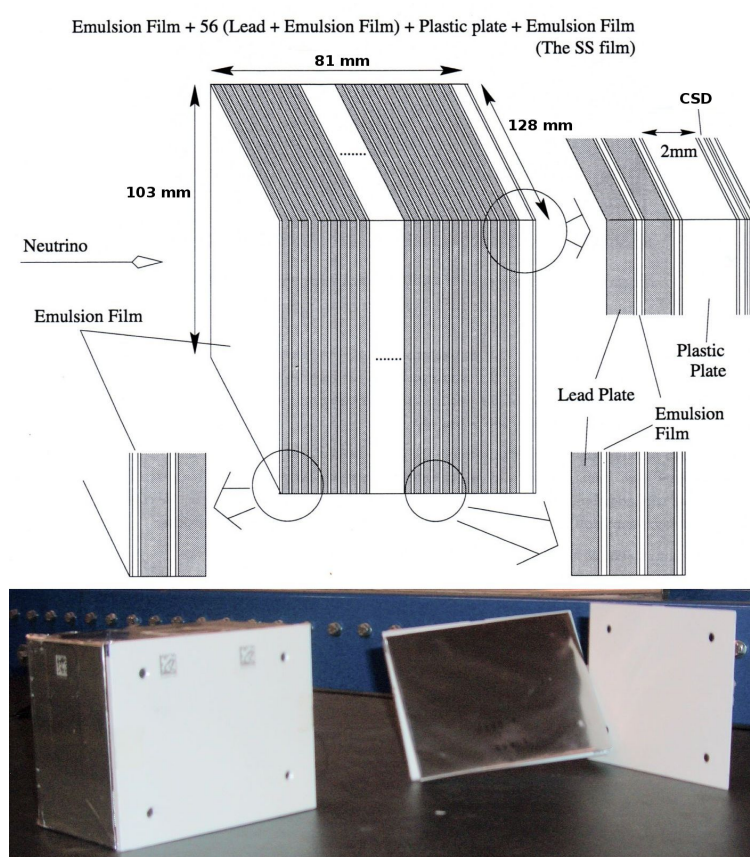 Emulsion Film + 56 (Lead + Emulsion Film) + Plastic plate + Emulsion Film
(The SS film)
81 mm
CSD
128 mm
2mm
103 mm
Neutrino
Emulsion Film
Plastic
Plate
Lead Plate
Emulsion
Film